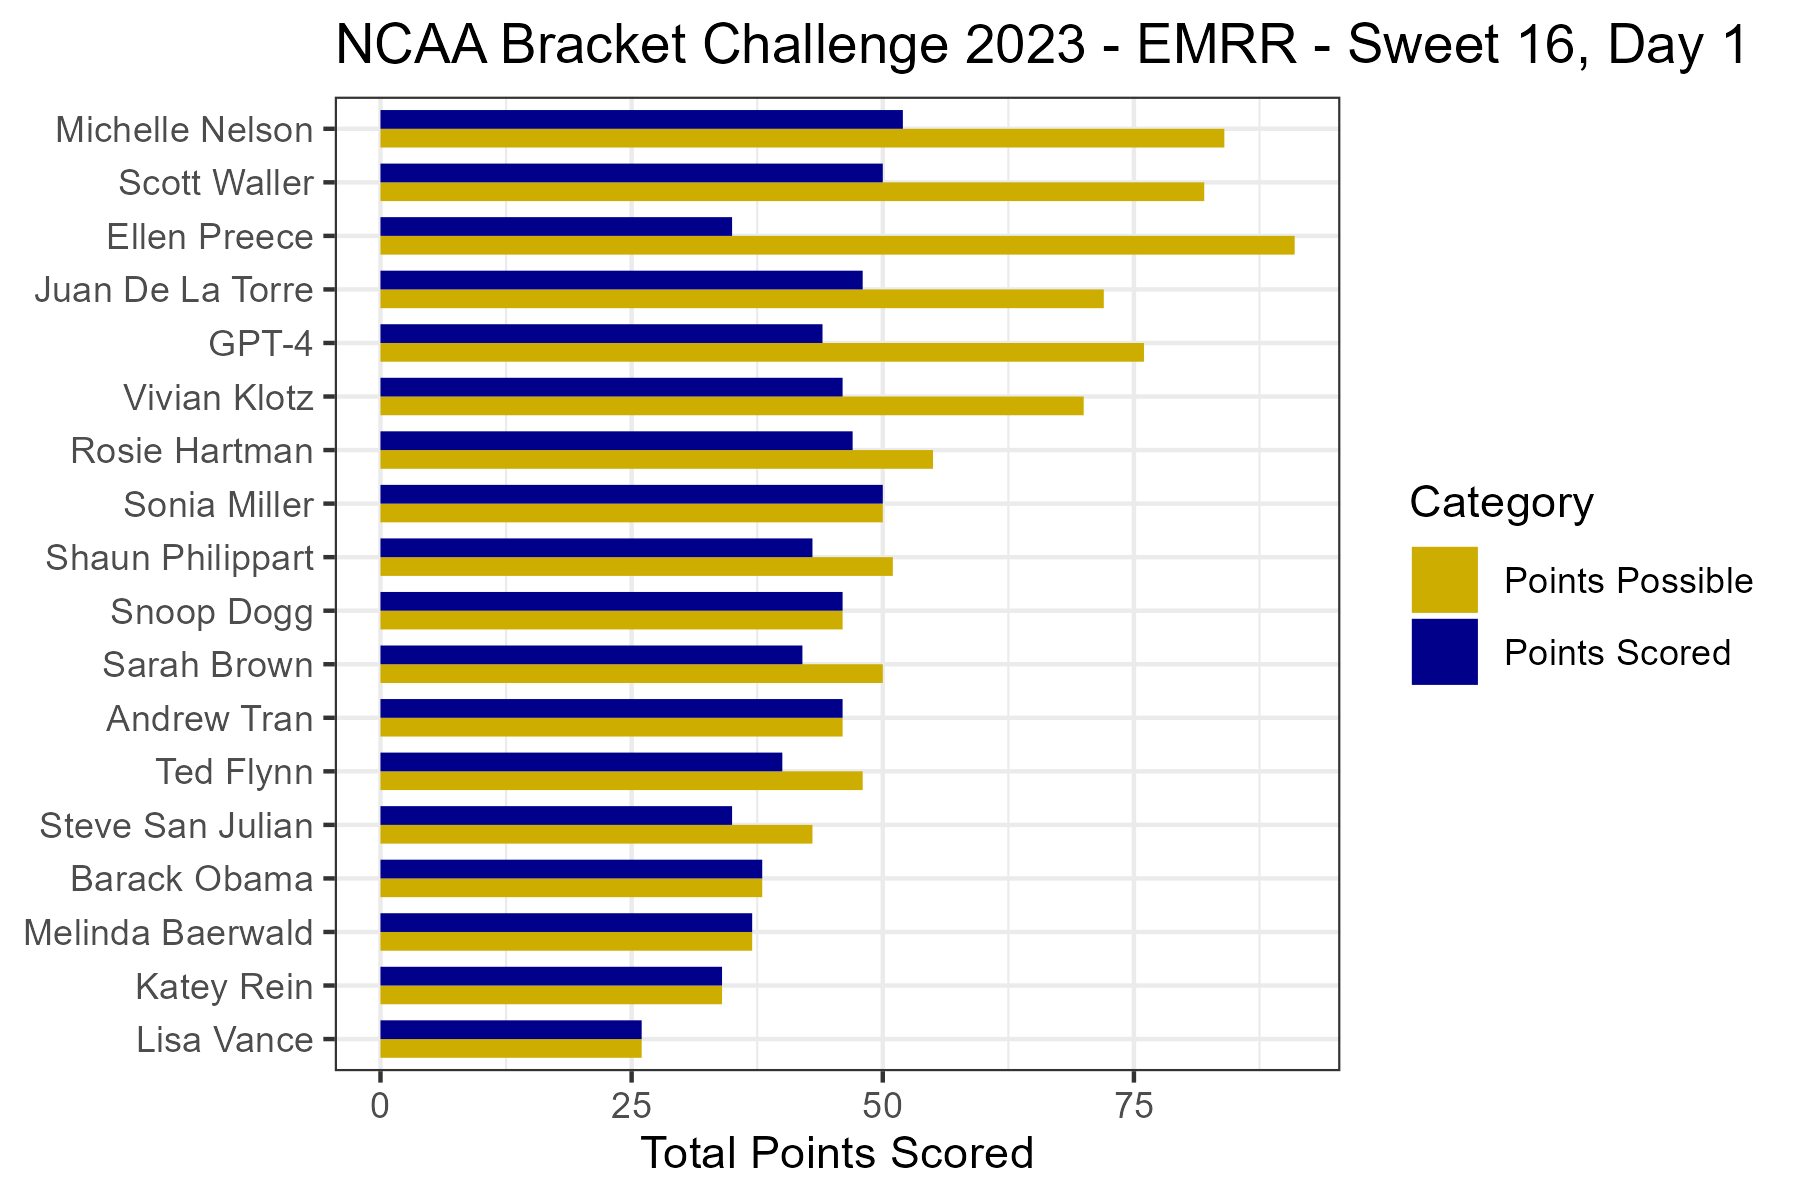 NCAA Bracket Challenge 2023 - EMRR - Sweet 16, Day 1
Michelle Nelson
Scott Waller
Ellen Preece
Juan De La Torre
GPT-4
Vivian Klotz
Rosie Hartman
Sonia Miller
Shaun Philippart
Snoop Dogg
Sarah Brown
Andrew Tran
Ted Flynn
Steve San Julian
Barack Obama
Melinda Baerwald
Katey Rein
Lisa Vance
0 25 50 75
Total Points Scored
Category
Points Possible
Points Scored